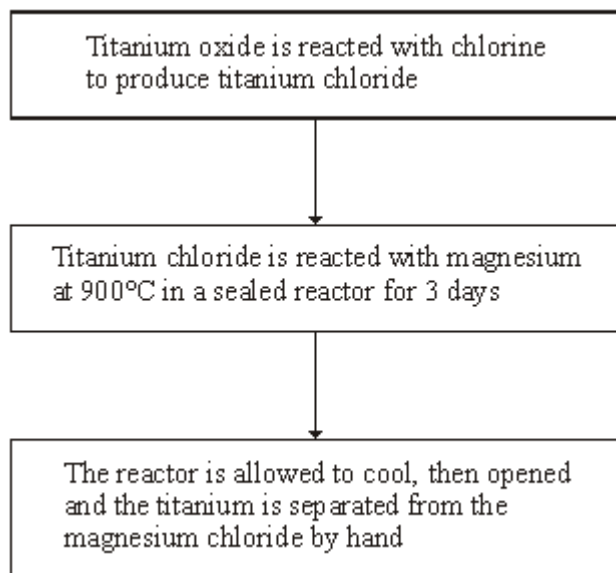 Titanium oxide is reacted with chlorine
to produce titanium chloride
Titanium chloride is reacted with magnesium
at 900°C in a sealed reactor for 3 days
The reactor is allowed to cool, then opened
and the titanium is separated from the
magnesium chloride by hand